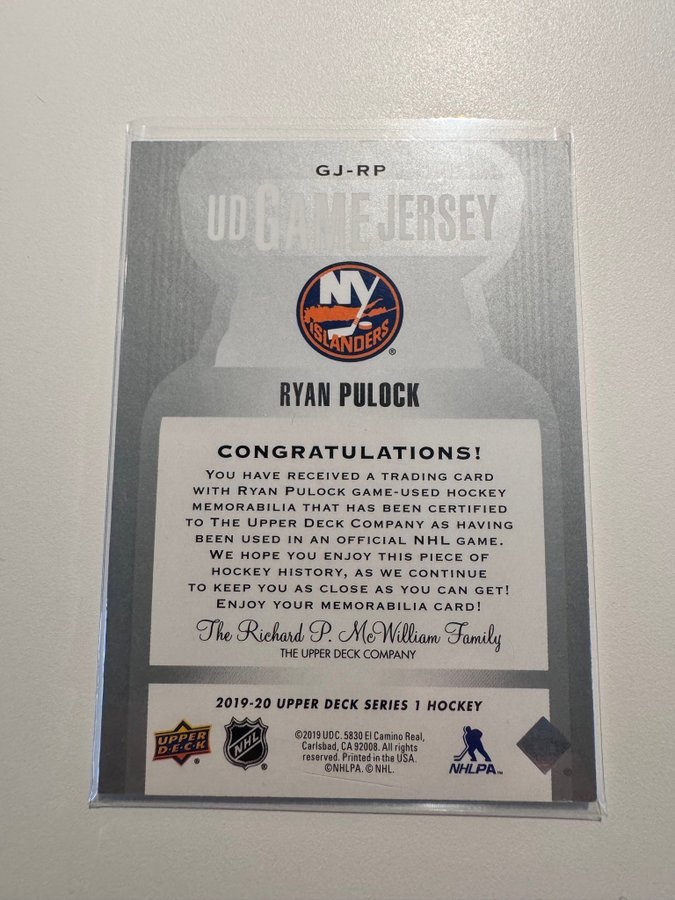 GJ-RP
UD GAME JERSEY
NY
ISLANDERS
®
RYAN PULOCK
CONGRATULATIONS!
YOU HAVE RECEIVED A TRADING CARD
WITH RYAN PULOCK GAME-USED HOCKEY
MEMORABILIA THAT HAS BEEN CERTIFIED
TO THE UPPER DECK COMPANY AS HAVING
BEEN USED IN AN OFFICIAL NHL GAME.
WE HOPE YOU ENJOY THIS PIECE OF
HOCKEY HISTORY, AS WE CONTINUE
TO KEEP YOU AS CLOSE AS YOU CAN GET!
ENJOY YOUR MEMORABILIA CARD!
The Richard P. McWilliam Family
THE UPPER DECK COMPANY
2019-20 UPPER DECK SERIES 1 HOCKEY
UPPER
D·E·C·K
®
NHL
®
©2019 UDC. 5830 El Camino Real,
Carlsbad, CA 92008. All rights
reserved. Printed in the USA.
©NHLPA. © NHL.
NHLPA™
®